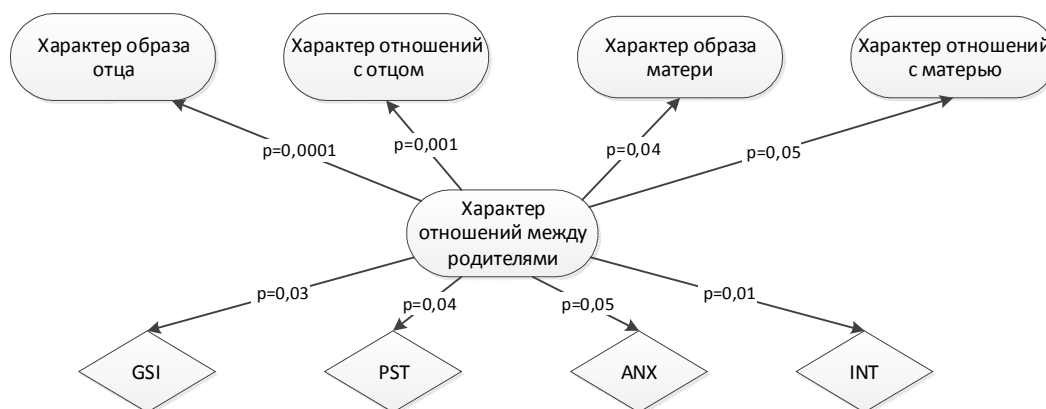 Характер образа
отца
Характер отношений
с отцом
Характер образа
матери
Характер отношений
с матерью
p=0,0001
p=0,001
p=0,04
p=0,05
Характер
отношений между
родителями
p=0,03
p=0,04
p=0,05
p=0,01
GSI
PST
ANX
INT